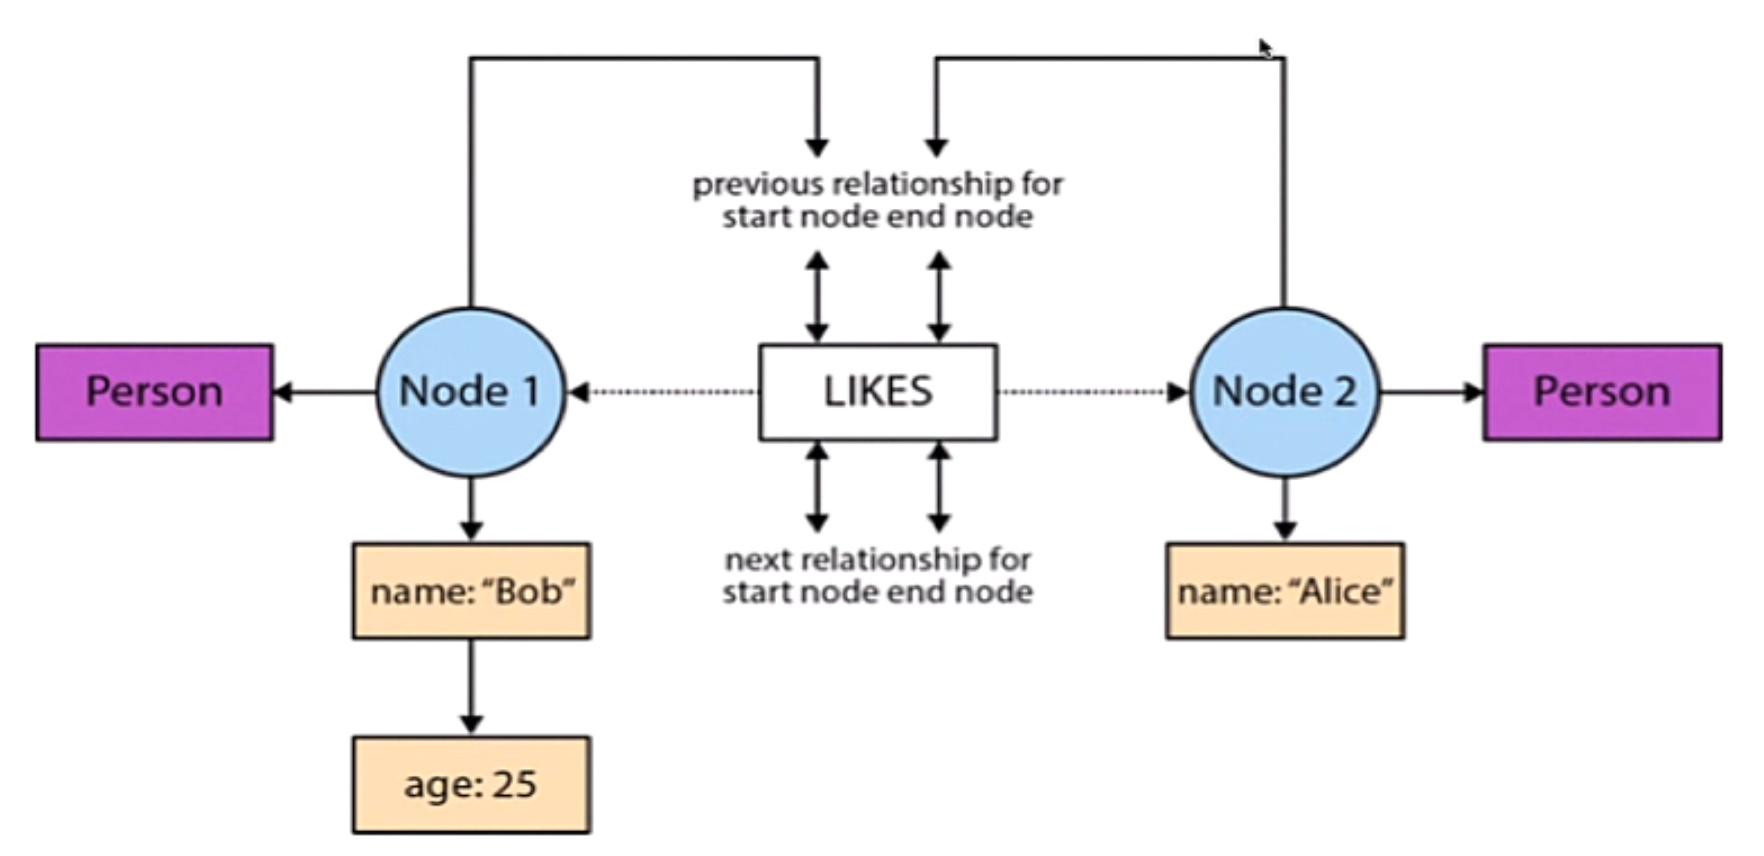 previous relationship for
start node end node
Person
Node 1
LIKES
Node 2
Person
name: “Bob”
next relationship for
start node end node
name: “Alice”
age: 25